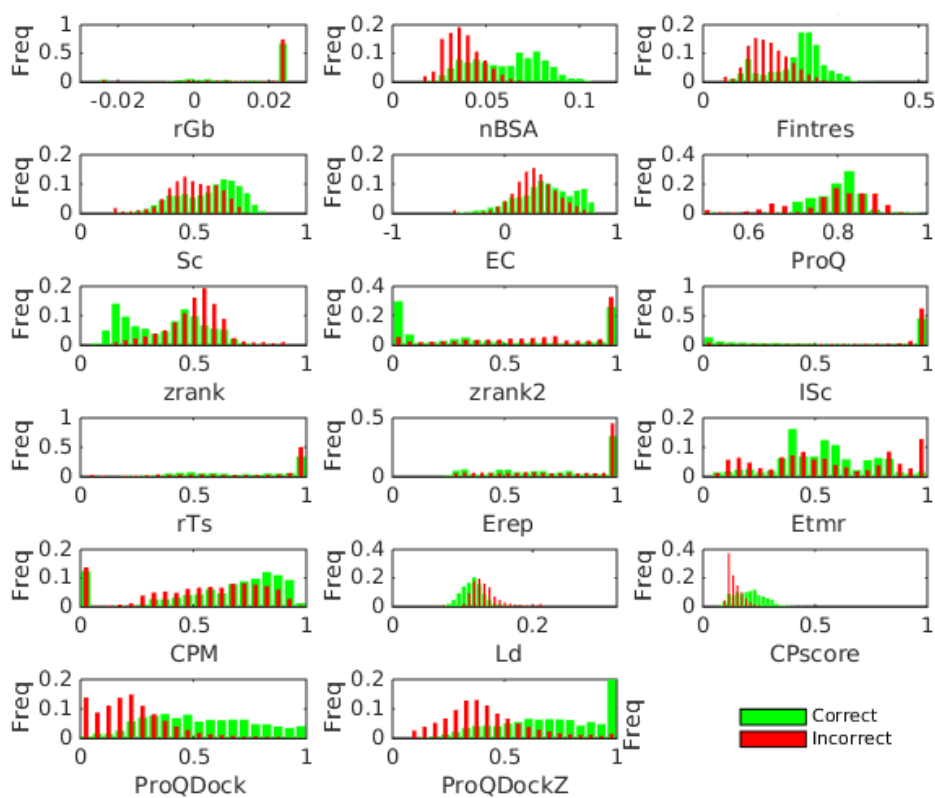 Freq 1 0.2 0.2
0.5 Freq 0.1 Freq 0.1
0 0 0
-0.02 0 0.02 0 0.05 0.1 0 0.5
rGb nBSA Fintres
Freq 0.2 Freq 0.2 Freq 0.4
0.1 0.1 0.2
0 0 0
0 0.5 1 -1 0 1 0.6 0.8 1
Sc EC ProQ
Freq 0.2 Freq 0.4 Freq 1
0.1 0.2 0.5
0 0 0
0 0.5 1 0 0.5 1 0 0.5 1
zrank zrank2 ISc
Freq 1 Freq 0.5 Freq 0.2
0.5 0.1
0 0 0
0 0.5 1 0 0.5 1 0 0.5 1
rTs Erep Etmr
Freq 0.2 Freq 0.4 Freq 0.4
0.1 0.2 0.2
0 0 0
0 0.5 1 0 0.2 0 0.5 1
CPM Ld CPscore
Freq 0.2 Freq 0.2 Freq
0.1 0.1
0 0
0 0.5 1 0 0.5 1
ProQDock ProQDockZ
Correct
Incorrect